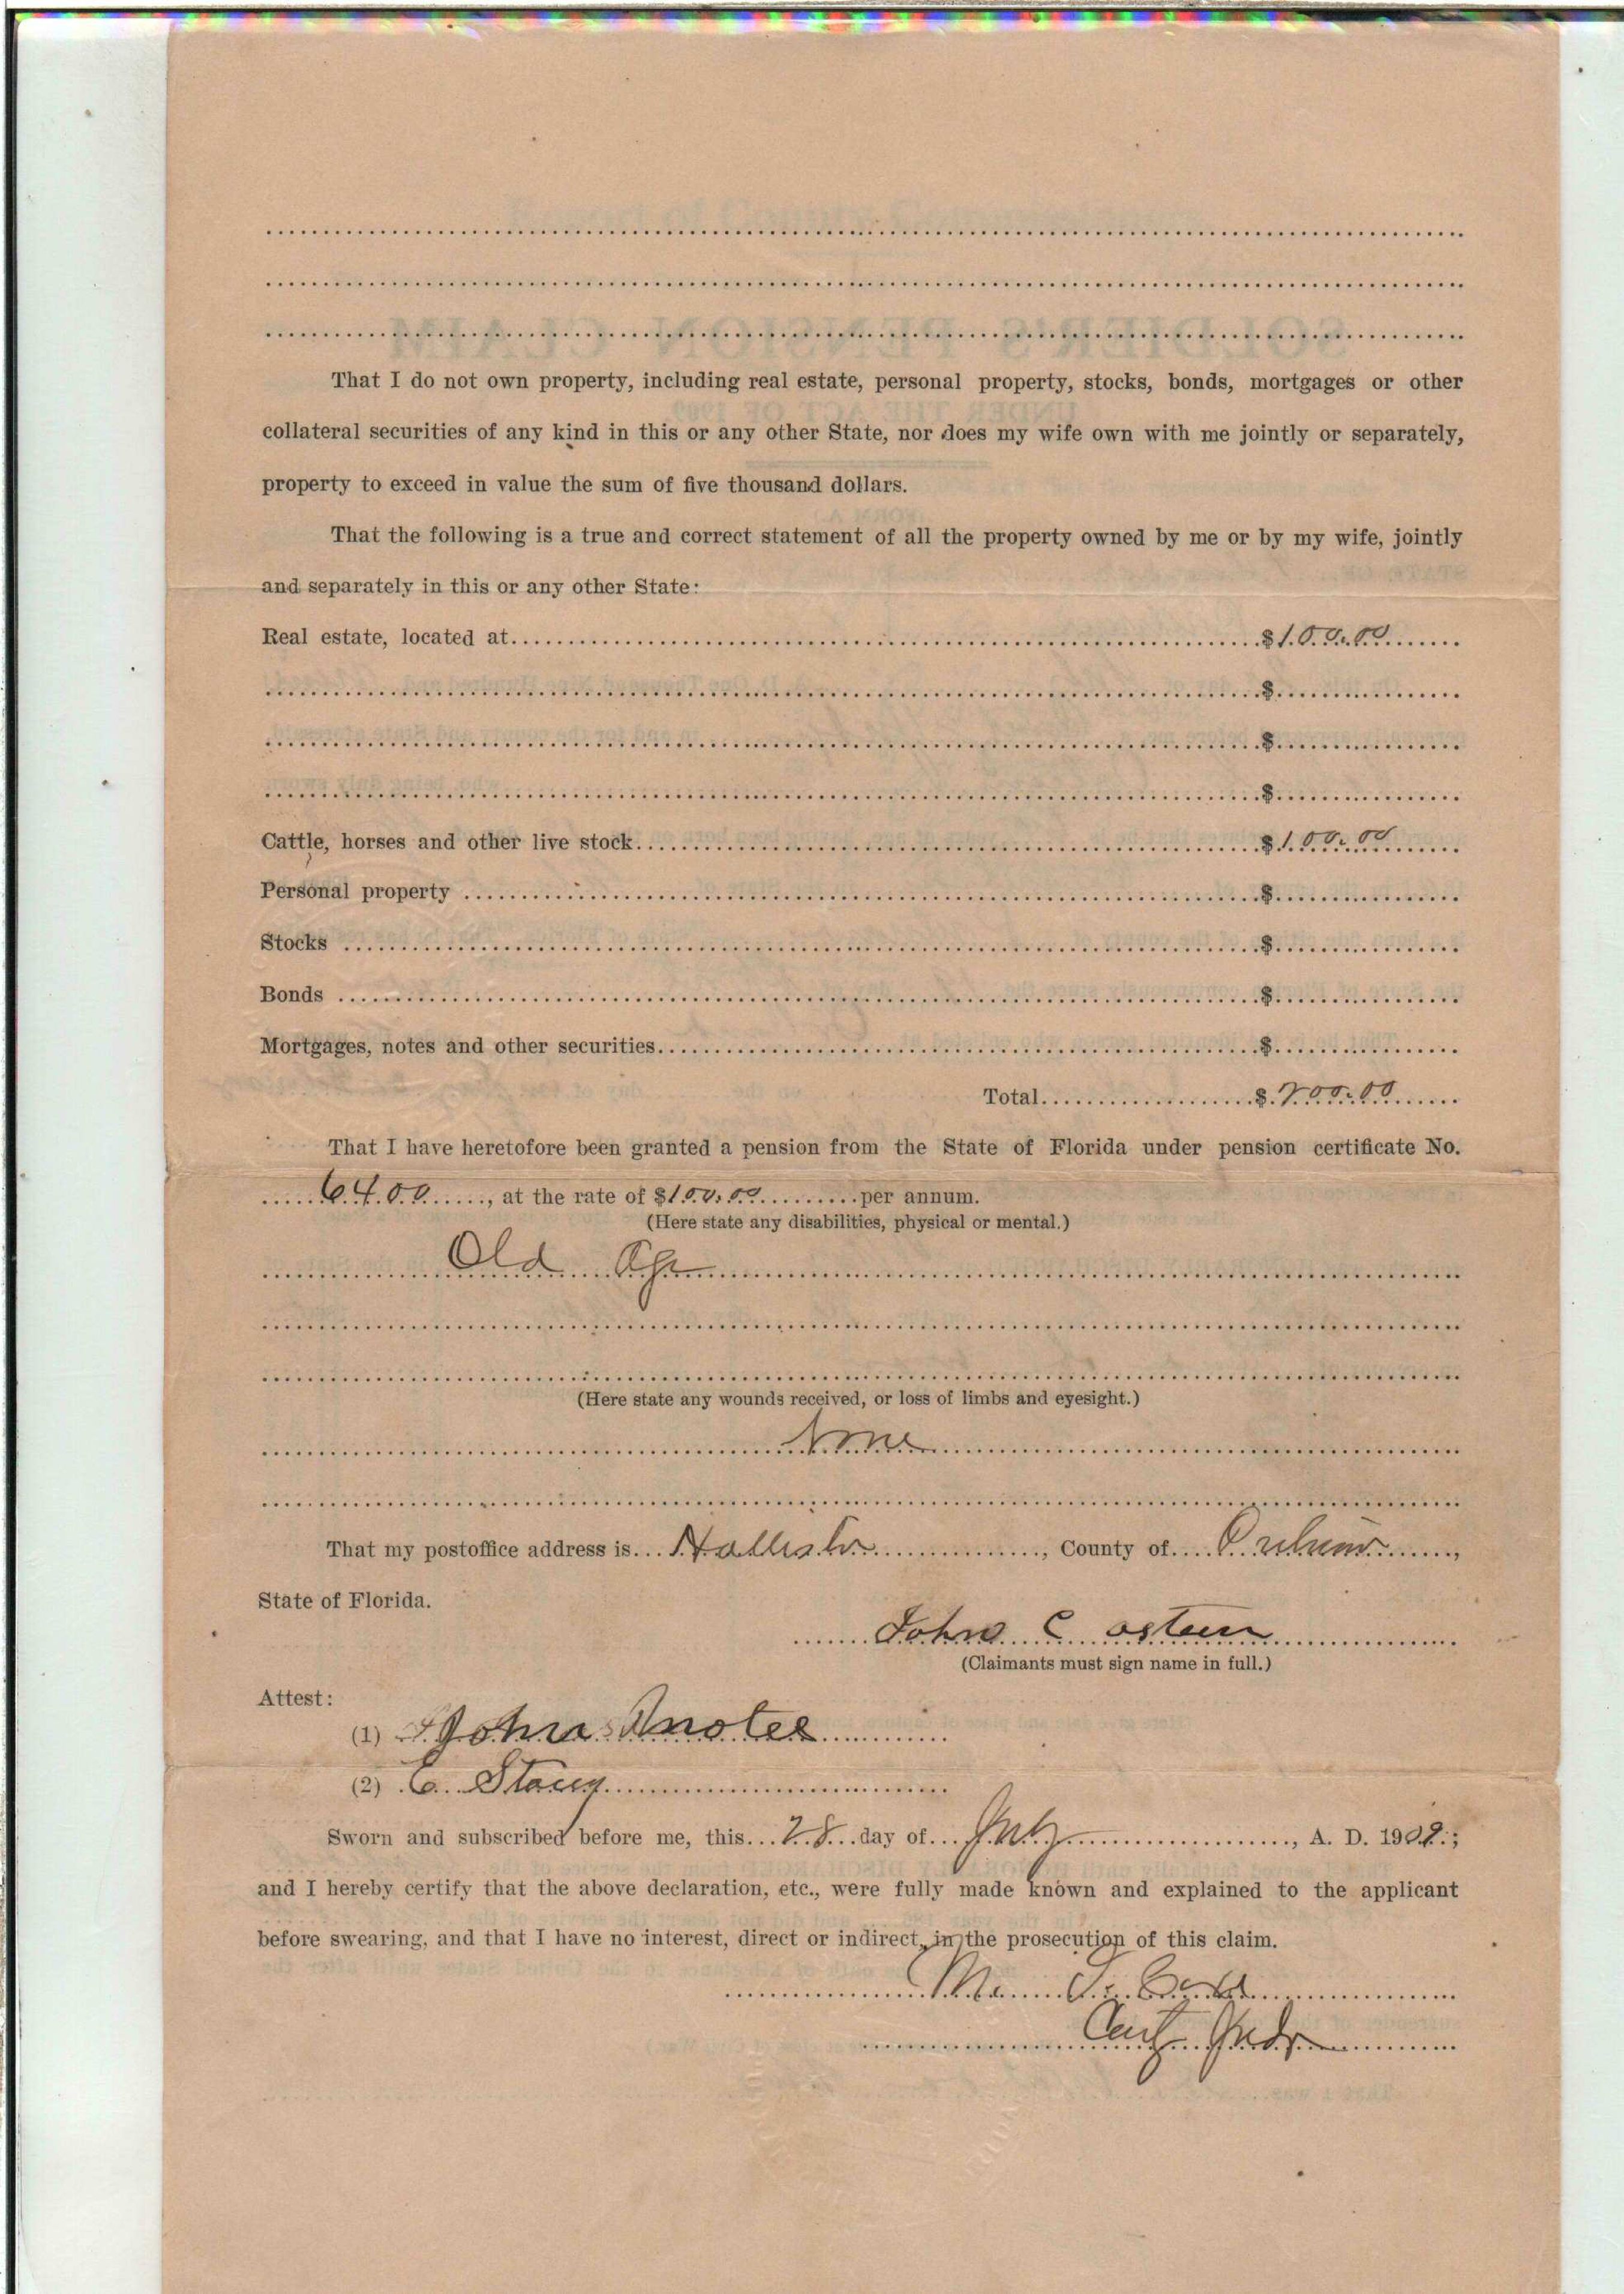 That I do not own property, including real estate, personal property, stocks, bonds, mortgages or other
collateral securities of any kind in this or any other State, nor does my wife own with me jointly or separately,
property to exceed in value the sum of five thousand dollars.
That the following is a true and correct statement of all the property owned by me or by my wife, jointly
and separately in this or any other State:
Real estate, located at $100.00
$
$
$
Cattle, horses and other live stock $100.00
Personal property $
Stocks $
Bonds $
Mortgages, notes and other securities $
Total $200.00
That I have heretofore been granted a pension from the State of Florida under pension certificate No.
6400, at the rate of $100.00 per annum.
(Here state any disabilities, physical or mental.)
Old Age
(Here state any wounds received, or loss of limbs and eyesight.)
None
That my postoffice address is Hollister, County of Putnam,
State of Florida.
John C osteen
(Claimants must sign name in full.)
Attest:
(1) John
(2) E. Stacey
Sworn and subscribed before me, this 28 day of July, A. D. 1909;
and I hereby certify that the above declaration, etc., were fully made known and explained to the applicant
before swearing, and that I have no interest, direct or indirect, in the prosecution of this claim.
Judge